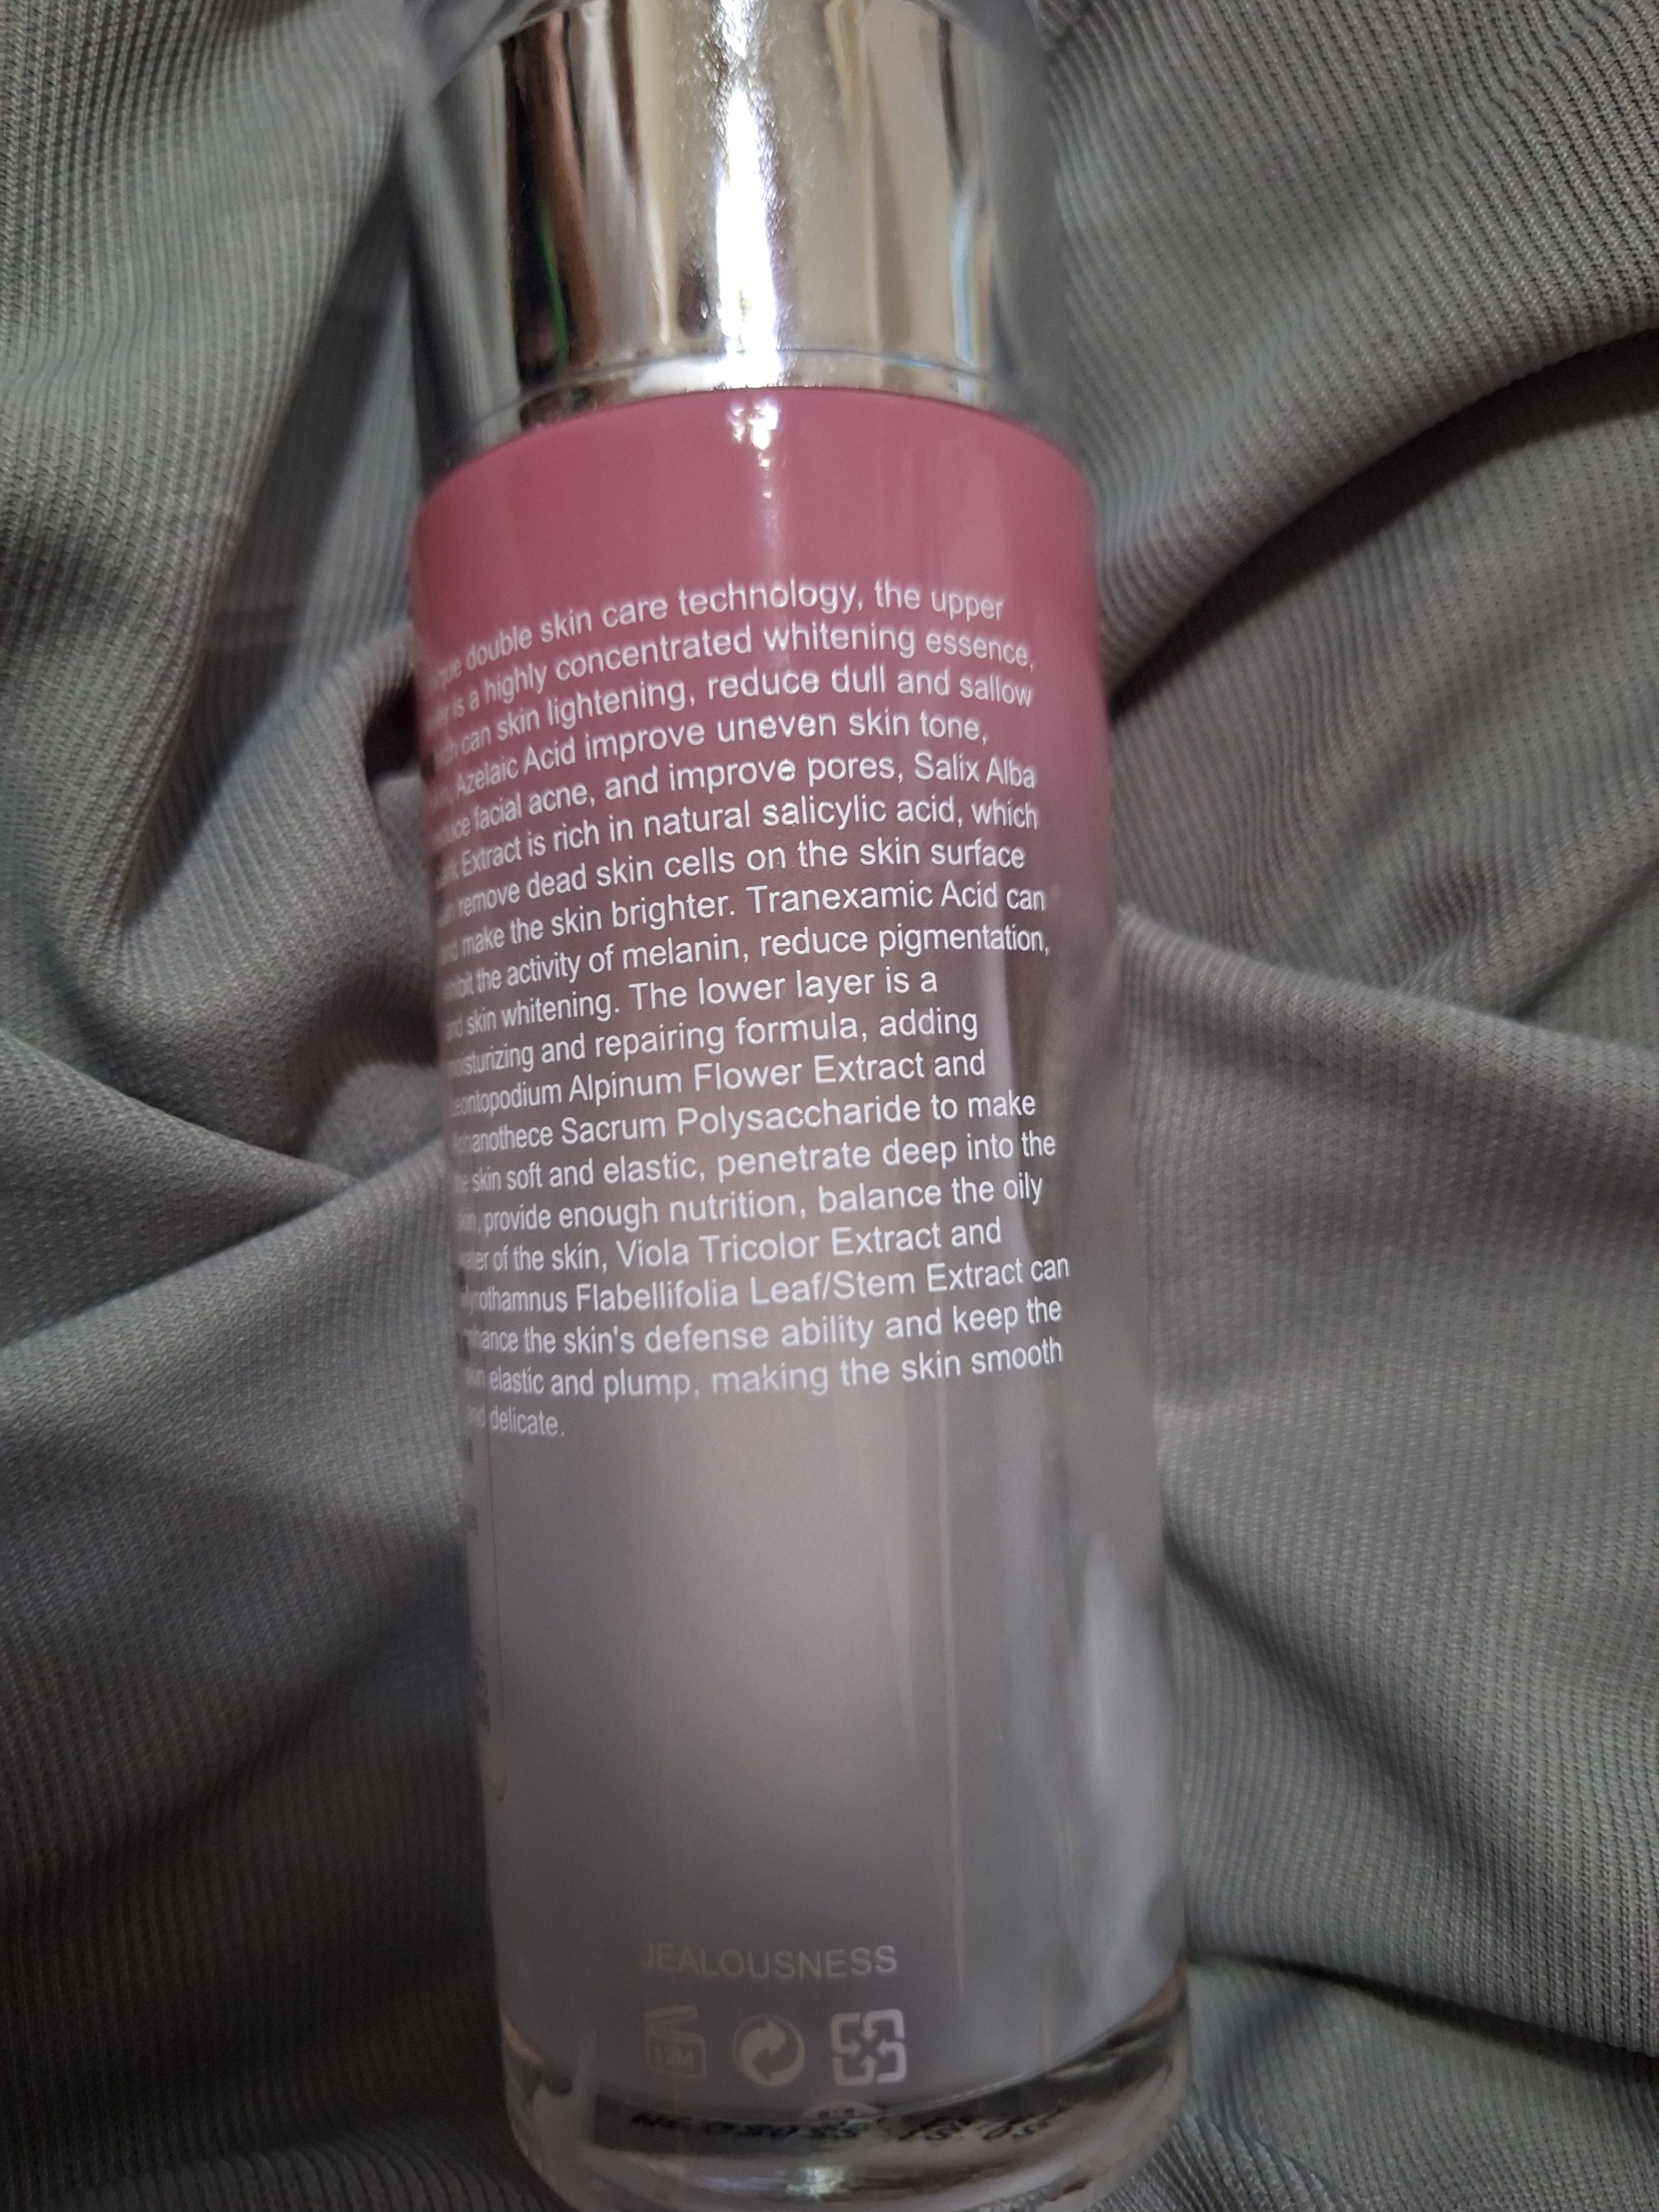 double skin care technology, the upper
is a highly concentrated whitening essence,
can skin lightening, reduce dull and sallow
Azelaic Acid improve uneven skin tone,
facial acne, and improve pores, Salix Alba
Extract is rich in natural salicylic acid, which
remove dead skin cells on the skin surface
make the skin brighter. Tranexamic Acid can
the activity of melanin, reduce pigmentation,
and skin whitening. The lower layer is a
and repairing formula, adding
Leontopodium Alpinum Flower Extract and
Sacrum Polysaccharide to make
skin soft and elastic, penetrate deep into the
provide enough nutrition, balance the oily
of the skin, Viola Tricolor Extract and
Flabellifolia Leaf/Stem Extract can
the skin's defense ability and keep the
elastic and plump, making the skin smooth
and delicate.
JEALOUSNESS
12M